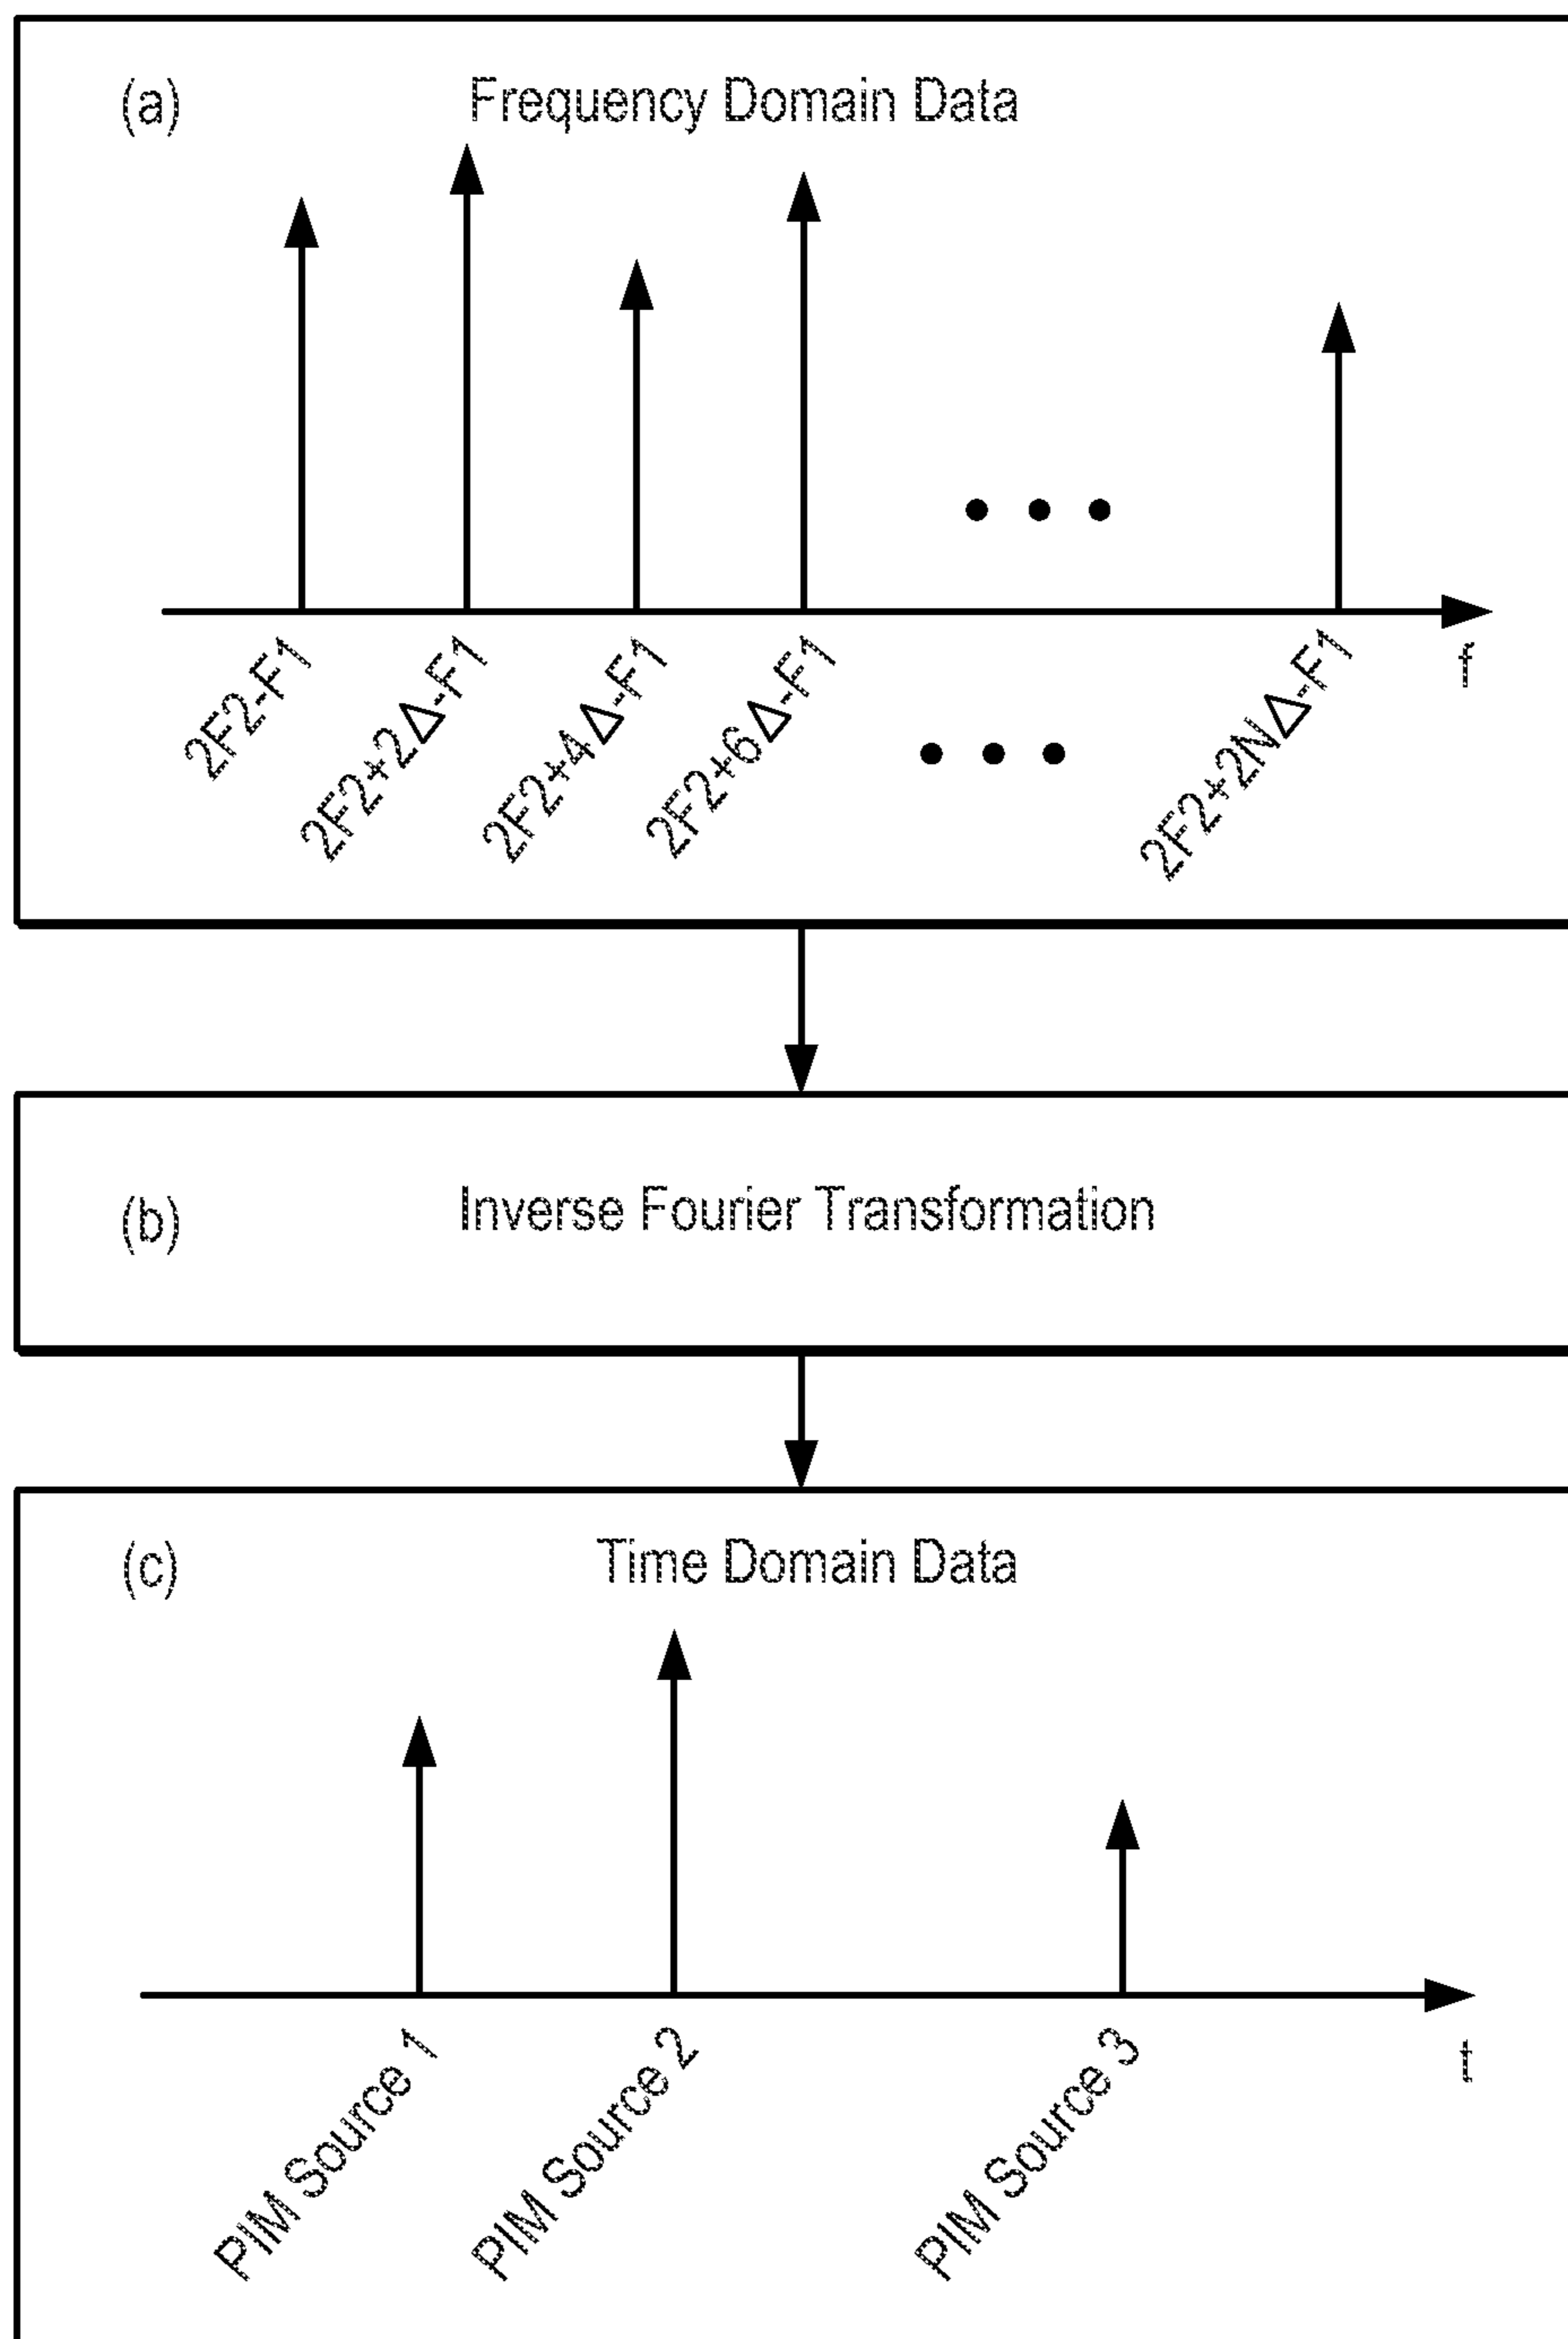 (a) Frequency Domain Data
2F2-F1
2F2+2Δ-F1
2F2+4Δ-F1
2F2+6Δ-F1
• • •
2F2+2NΔ-F1
f
(b) Inverse Fourier Transformation
(c) Time Domain Data
PIM Source 1
PIM Source 2
PIM Source 3
t